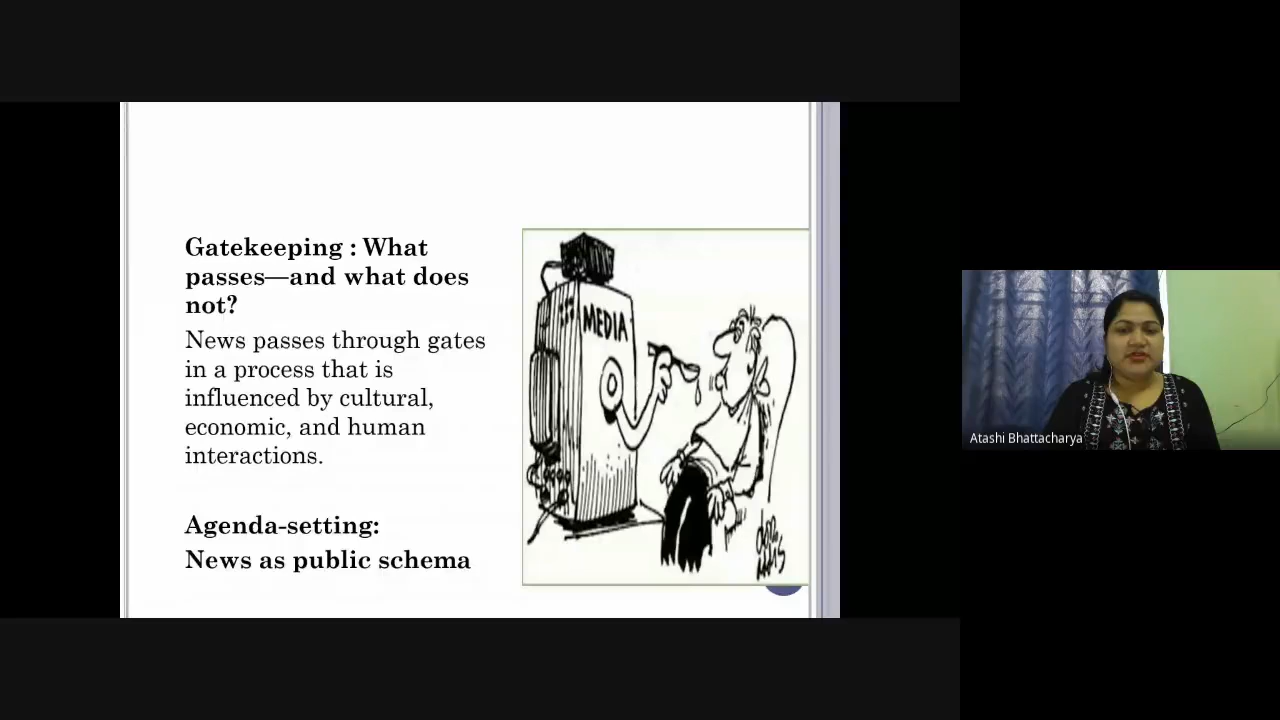 Gatekeeping : What
passes—and what does
not?
News passes through gates
in a process that is
influenced by cultural,
economic, and human
interactions.
Agenda-setting:
News as public schema
MEDIA
Atashi Bhattacharya